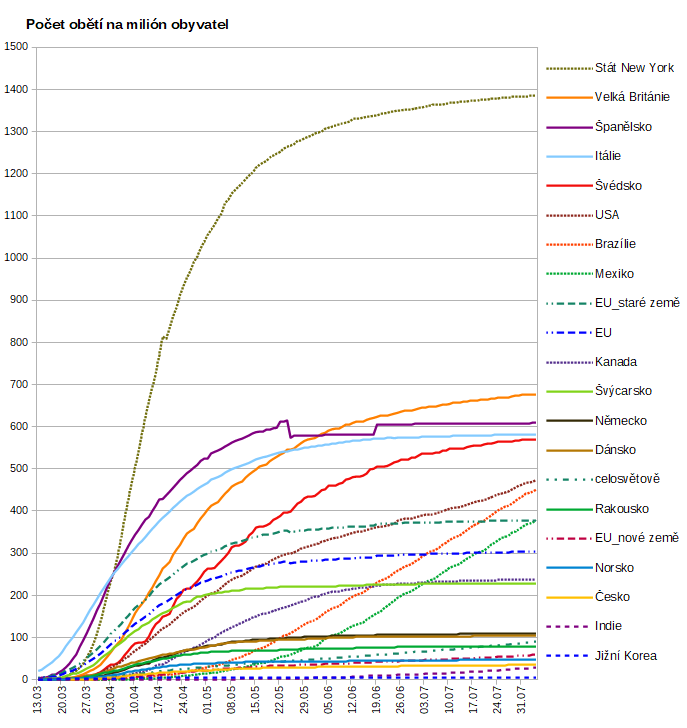 Počet obětí na milión obyvatel
1500
1400
1300
1200
1100
1000
900
800
700
600
500
400
300
200
100
0
13.03
20.03
27.03
03.04
10.04
17.04
24.04
01.05
08.05
15.05
22.05
29.05
05.06
12.06
19.06
26.06
03.07
10.07
17.07
24.07
31.07
Stát New York
Velká Británie
Španělsko
Itálie
Švédsko
USA
Brazílie
Mexiko
EU_staré země
EU
Kanada
Švýcarsko
Německo
Dánsko
celosvětově
Rakousko
EU_nové země
Norsko
Česko
Indie
Jižní Korea